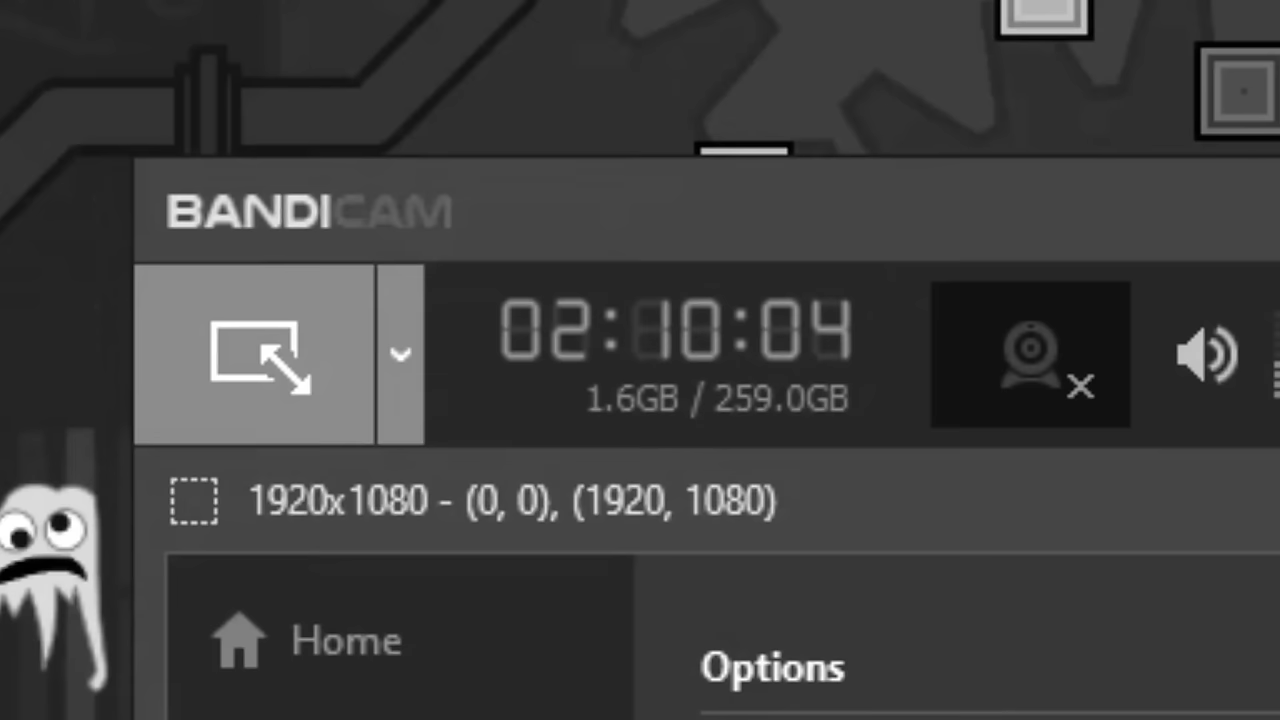 BANDICAM
02:10:04
1.6GB / 259.0GB
1920x1080 - (0, 0), (1920, 1080)
Home
Options